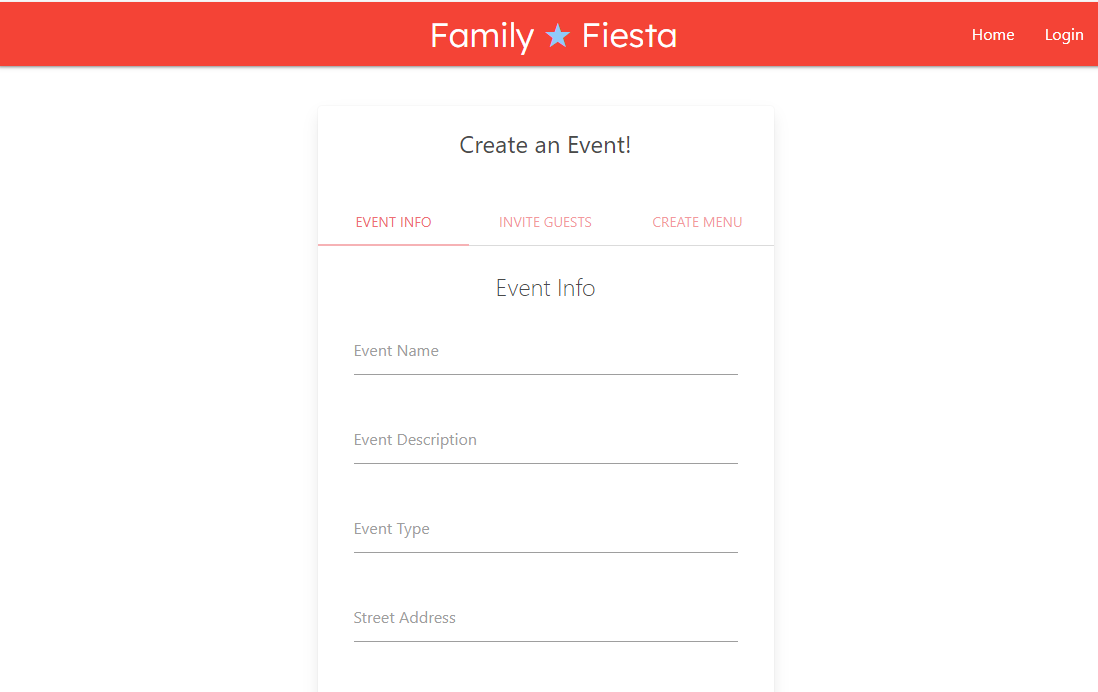 Family ★ Fiesta
Home
Login
Create an Event!
EVENT INFO
INVITE GUESTS
CREATE MENU
Event Info
Event Name
Event Description
Event Type
Street Address